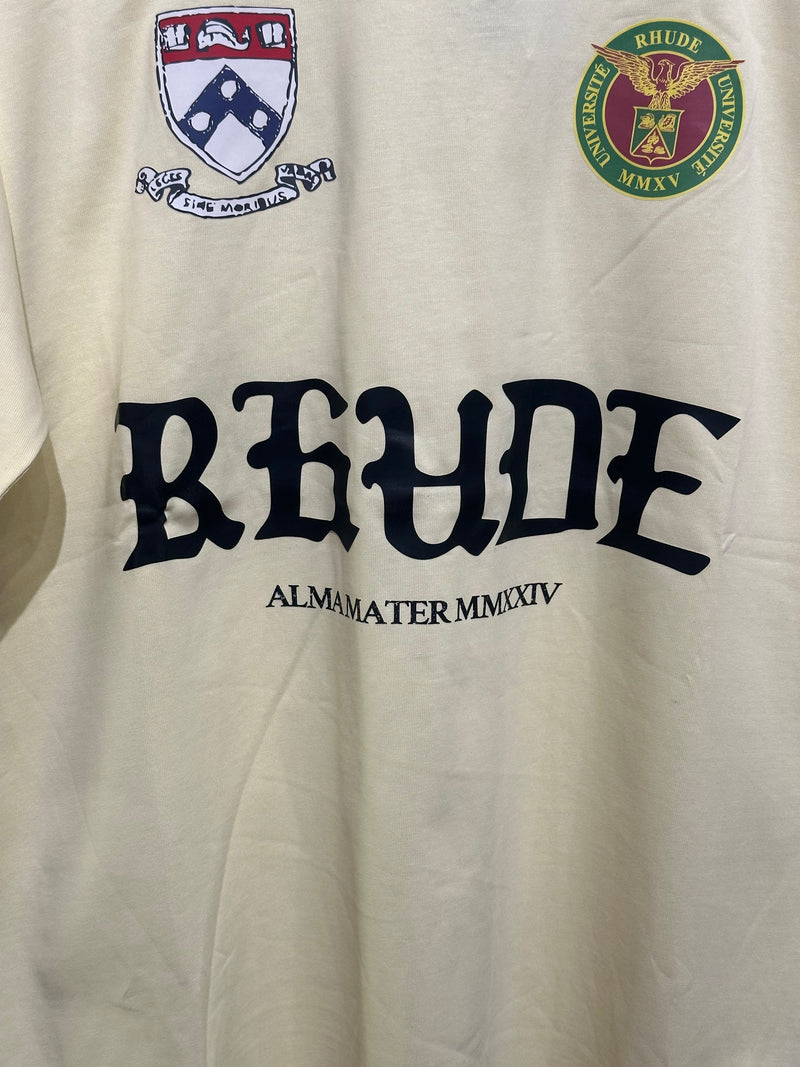 LEGES
SINE MORIBUS
VANAE
RHUDE
UNIVERSITÉ
UNIVERSITÉ
MMXV
RHUDE
ALMA MATER MMXXIV